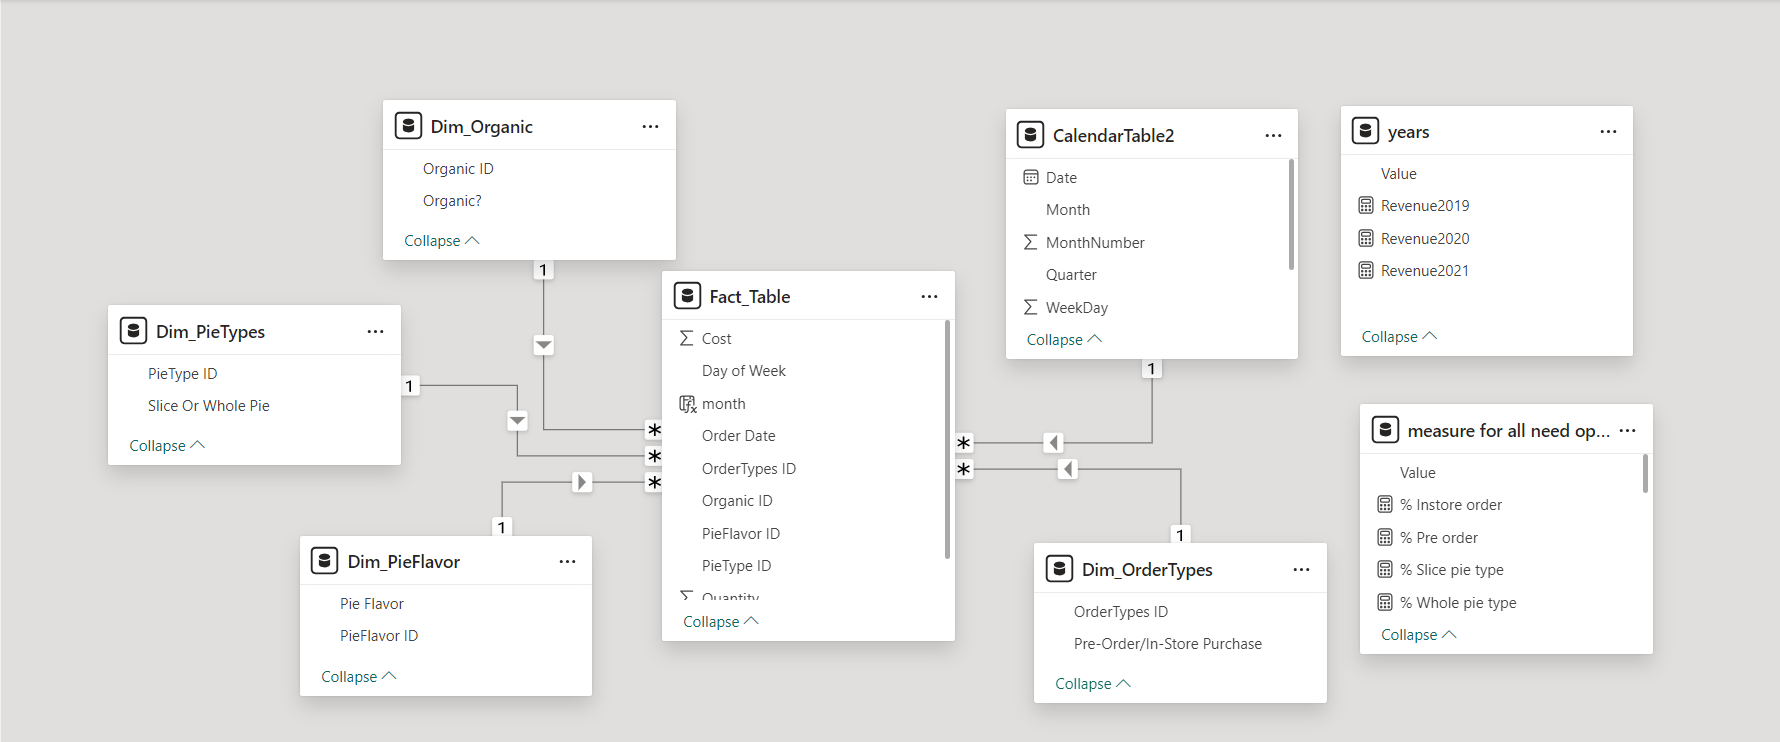 Dim_Organic
Organic ID
Organic?
Collapse
1
Dim_PieTypes
PieType ID
Slice Or Whole Pie
Collapse
1
Dim_PieFlavor
Pie Flavor
PieFlavor ID
Collapse
1
Fact_Table
Cost
Day of Week
month
Order Date
OrderTypes ID
Organic ID
PieFlavor ID
PieType ID
Quantity
Collapse
*
*
*
*
*
CalendarTable2
Date
Month
MonthNumber
Quarter
WeekDay
Collapse
1
Dim_OrderTypes
OrderTypes ID
Pre-Order/In-Store Purchase
Collapse
1
years
Value
Revenue2019
Revenue2020
Revenue2021
Collapse
measure for all need op...
Value
% Instore order
% Pre order
% Slice pie type
% Whole pie type
Collapse